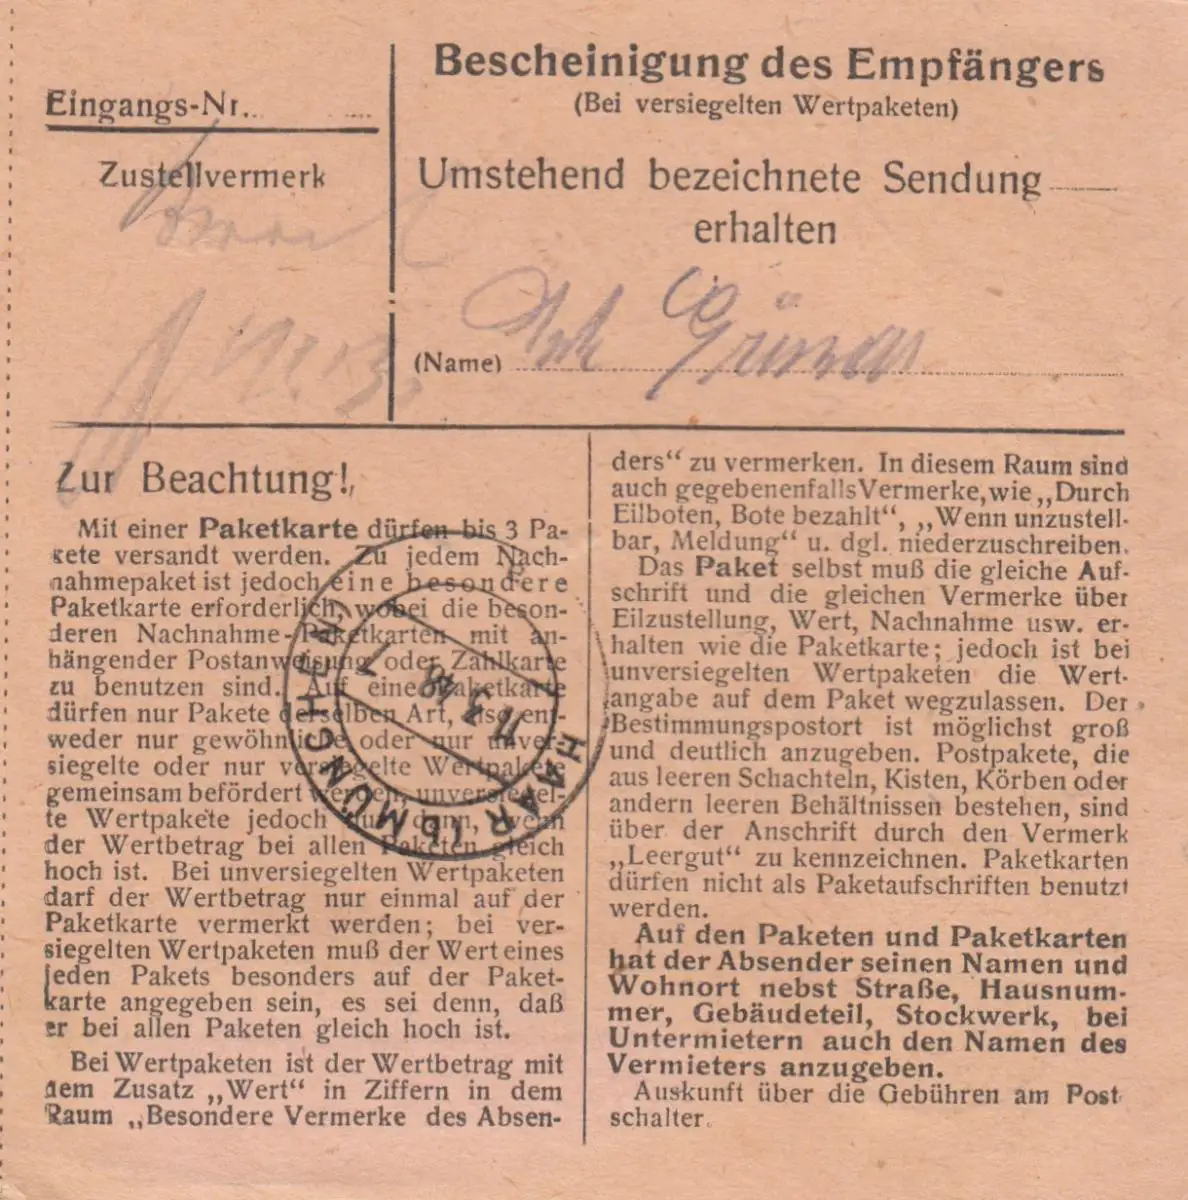 Eingangs-Nr.
Zustellvermerk
Bescheinigung des Empfängers
(Bei versiegelten Wertpaketen)
Umstehend bezeichnete Sendung
erhalten
(Name)
Zur Beachtung!
Mit einer Paketkarte dürfen bis 3 Pa-
kete versandt werden. Zu jedem Nach-
nahmepaket ist jedoch eine besondere
Paketkarte erforderlich, wobei die beson-
deren Nachnahme-Paketkarten mit an-
hängender Postanweisung oder Zahlkarte
zu benutzen sind. Auf eine Paketkarte
dürfen nur Pakete derselben Art, also ent-
weder nur gewöhnliche oder nur unver-
siegelte oder nur versiegelte Wertpakete
gemeinsam befördert werden, unversiegel-
te Wertpakete jedoch nur dann, wenn
der Wertbetrag bei allen Paketen gleich
hoch ist. Bei unversiegelten Wertpaketen
darf der Wertbetrag nur einmal auf der
Paketkarte vermerkt werden; bei ver-
siegelten Wertpaketen muß der Wert eines
jeden Pakets besonders auf der Paket-
karte angegeben sein, es sei denn, daß
er bei allen Paketen gleich hoch ist.
Bei Wertpaketen ist der Wertbetrag mit
dem Zusatz „Wert“ in Ziffern in dem
Raum „Besondere Vermerke des Absen-
ders“ zu vermerken. In diesem Raum sind
auch gegebenenfalls Vermerke, wie „Durch
Eilboten, Bote bezahlt“, „Wenn unzustell-
bar, Meldung“ u. dgl. niederzuschreiben.
Das Paket selbst muß die gleiche Auf-
schrift und die gleichen Vermerke über
Eilzustellung, Wert, Nachnahme usw. er-
halten wie die Paketkarte; jedoch ist bei
unversiegelten Wertpaketen die Wert-
angabe auf dem Paket wegzulassen. Der
Bestimmungspostort ist möglichst groß
und deutlich anzugeben. Postpakete, die
aus leeren Schachteln, Kisten, Körben oder
andern leeren Behältnissen bestehen, sind
über der Anschrift durch den Vermerk
„Leergut“ zu kennzeichnen. Paketkarten
dürfen nicht als Paketaufschriften benutzt
werden.
Auf den Paketen und Paketkarten
hat der Absender seinen Namen und
Wohnort nebst Straße, Hausnum-
mer, Gebäudeteil, Stockwerk, bei
Untermietern auch den Namen des
Vermieters anzugeben.
Auskunft über die Gebühren am Post-
schalter.
HAAR (b MÜNCHEN)
11.3.48